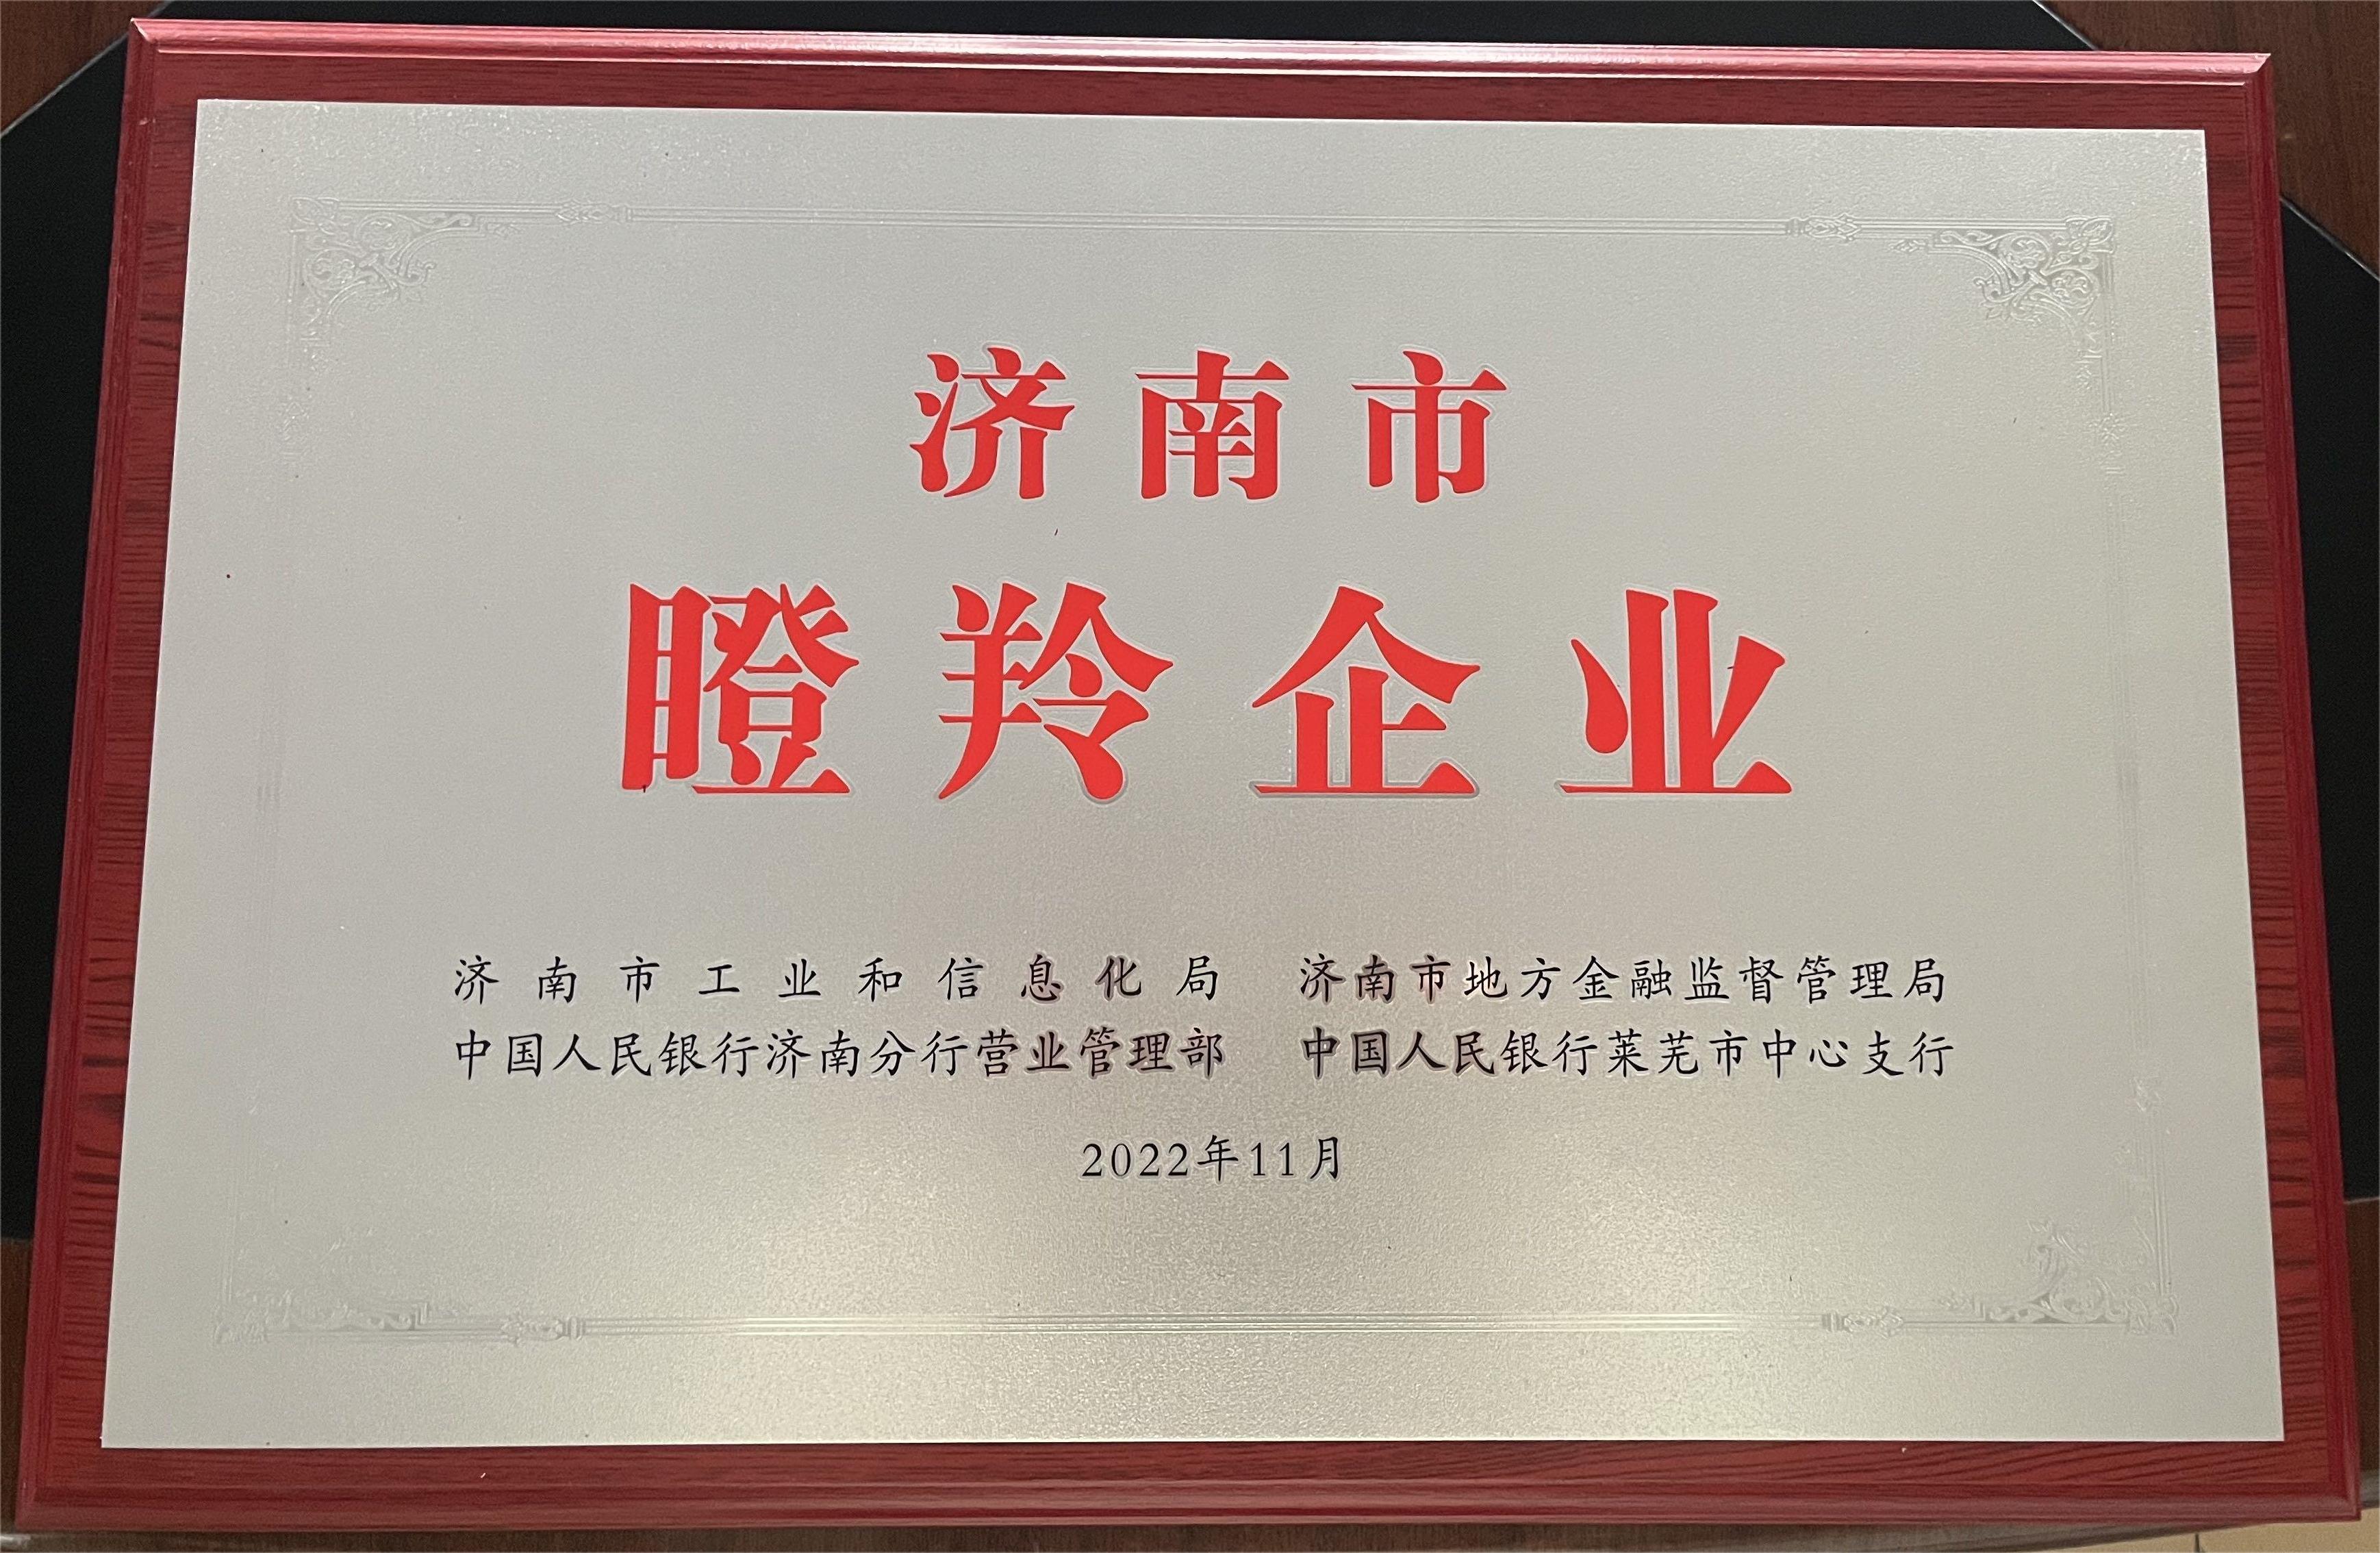 济南市
瞪羚企业
济南市工业和信息化局 济南市地方金融监督管理局
中国人民银行济南分行营业管理部 中国人民银行莱芜市中心支行
2022年11月